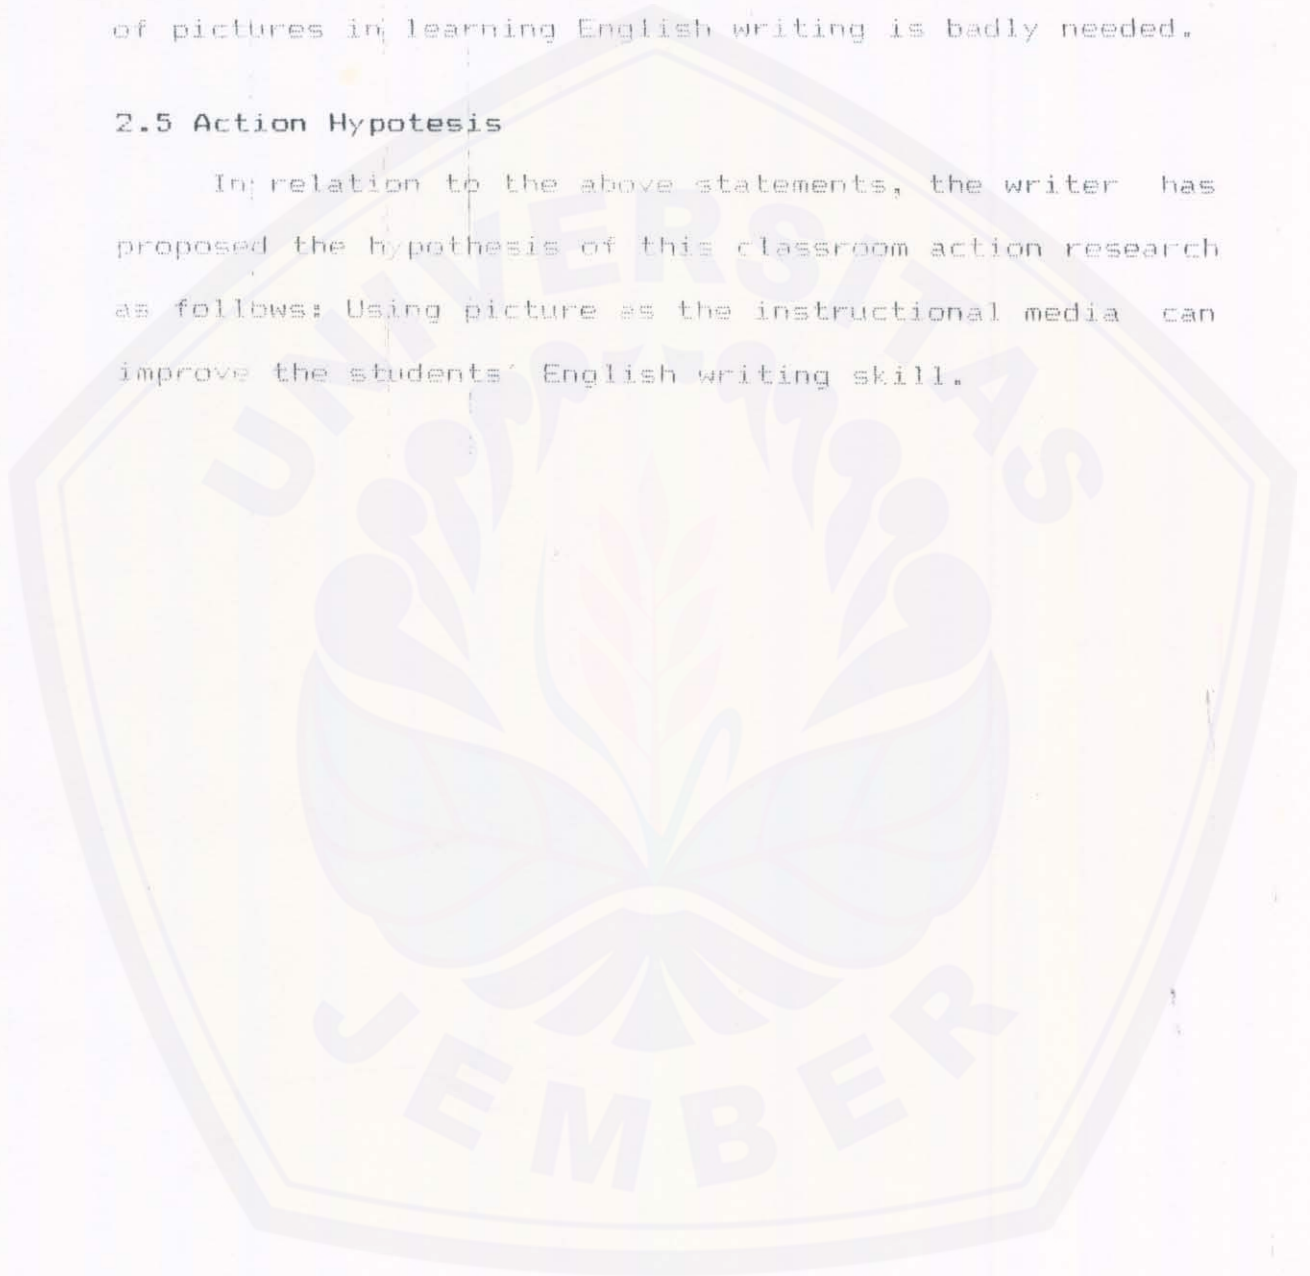 of pictures in learning English writing is badly needed.
2.5 Action Hypotesis
In relation to the above statements, the writer has
proposed the hypothesis of this classroom action research
as follows: Using picture as the instructional media can
improve the students' English writing skill.
UNIVERSITAS
JEMBER